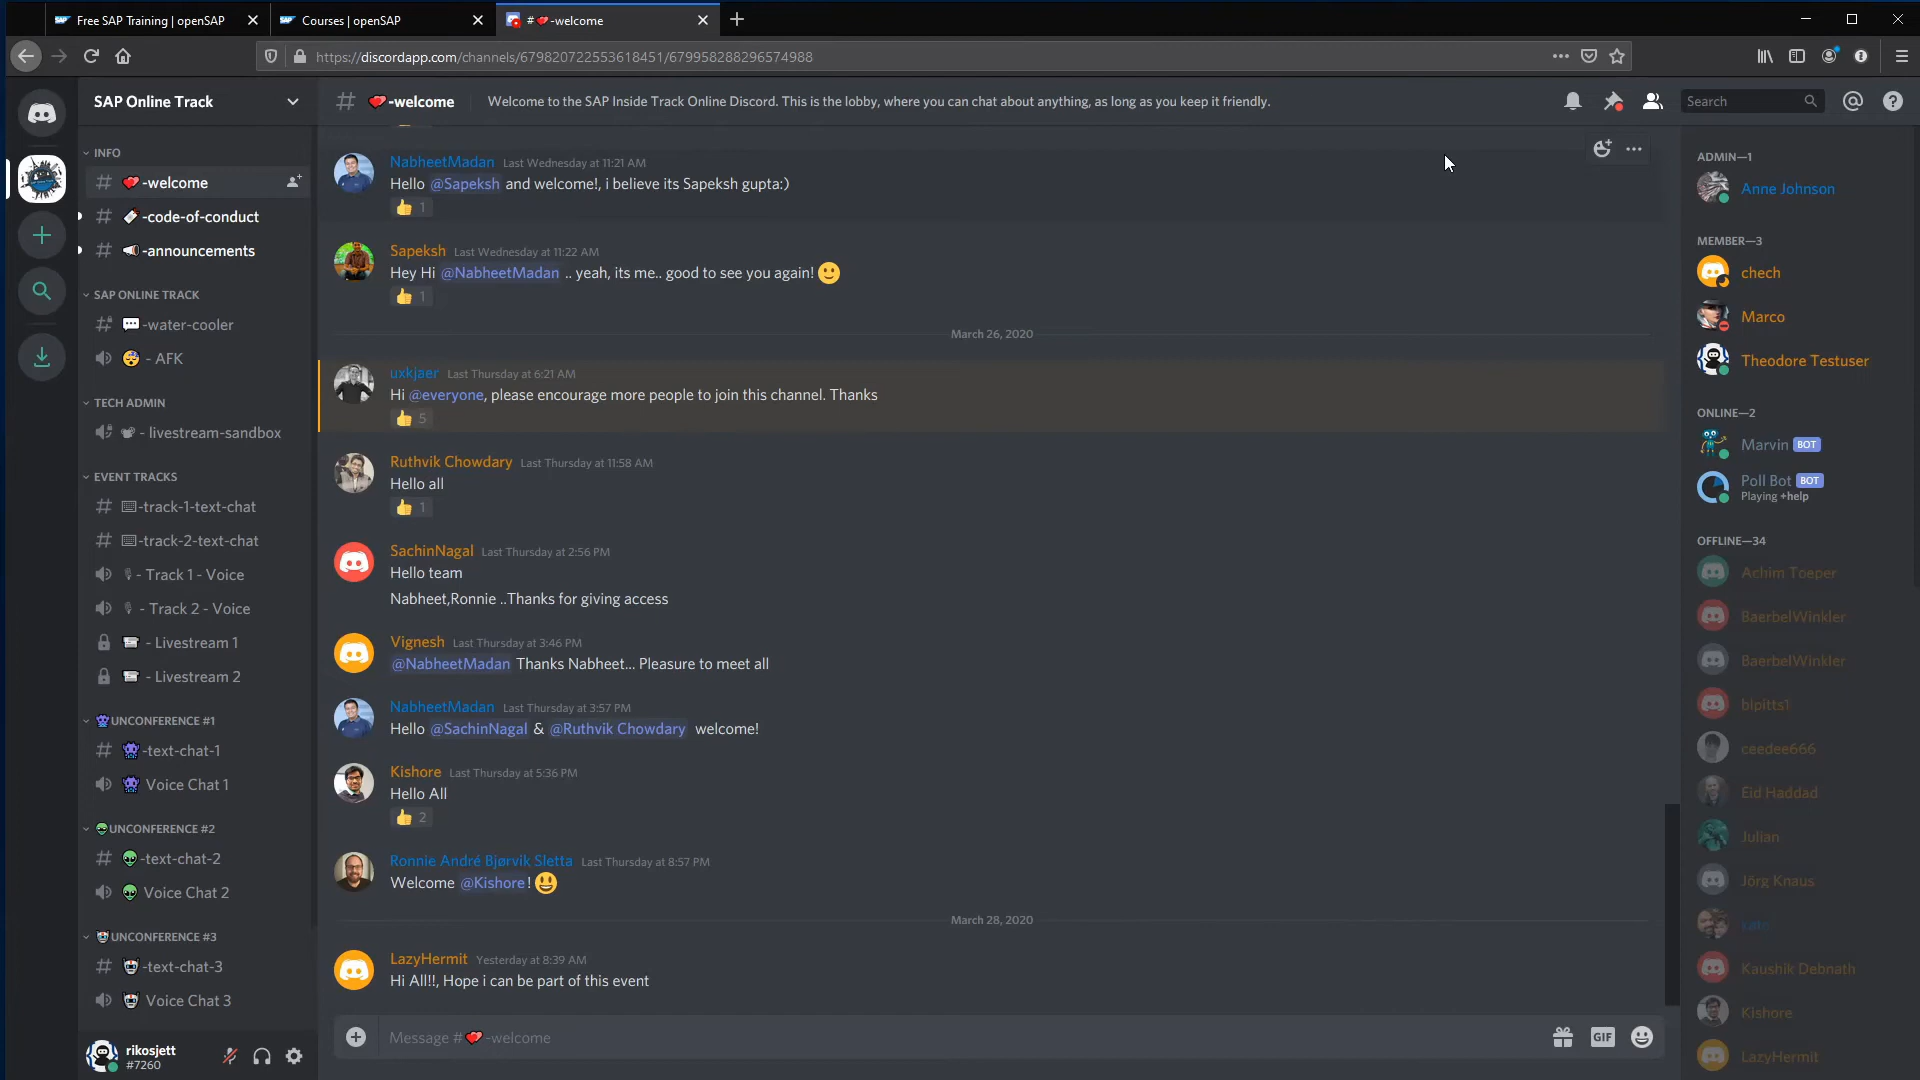 Free SAP Training | openSAP
Courses | openSAP
# -welcome
https://discordapp.com/channels/679820722553618451/679958288296574988
SAP Online Track
# -welcome
Welcome to the SAP Inside Track Online Discord. This is the lobby, where you can chat about anything, as long as you keep it friendly.
Search
INFO
# -welcome
# -code-of-conduct
# -announcements
SAP ONLINE TRACK
# -water-cooler
- AFK
TECH ADMIN
- livestream-sandbox
EVENT TRACKS
# -track-1-text-chat
# -track-2-text-chat
- Track 1 - Voice
- Track 2 - Voice
- Livestream 1
- Livestream 2
UNCONFERENCE #1
# -text-chat-1
Voice Chat 1
UNCONFERENCE #2
# -text-chat-2
Voice Chat 2
UNCONFERENCE #3
# -text-chat-3
Voice Chat 3
rikosjett
#7260
NabheetMadan Last Wednesday at 11:21 AM
Hello @Sapeksh and welcome!, i believe its Sapeksh gupta:)
1
Sapeksh Last Wednesday at 11:22 AM
Hey Hi @NabheetMadan .. yeah, its me.. good to see you again!
1
March 26, 2020
uxkjaer Last Thursday at 6:21 AM
Hi @everyone, please encourage more people to join this channel. Thanks
5
Ruthvik Chowdary Last Thursday at 11:58 AM
Hello all
1
SachinNagal Last Thursday at 2:56 PM
Hello team
Nabheet,Ronnie ..Thanks for giving access
Vignesh Last Thursday at 3:46 PM
@NabheetMadan Thanks Nabheet... Pleasure to meet all
NabheetMadan Last Thursday at 3:57 PM
Hello @SachinNagal & @Ruthvik Chowdary welcome!
Kishore Last Thursday at 5:36 PM
Hello All
2
Ronnie André Bjørvik Sletta Last Thursday at 8:57 PM
Welcome @Kishore!
March 28, 2020
LazyHermit Yesterday at 8:39 AM
Hi All!!, Hope i can be part of this event
Message # -welcome
GIF
ADMIN—1
Anne Johnson
MEMBER—3
chech
Marco
Theodore Testuser
ONLINE—2
Marvin BOT
Poll Bot BOT
Playing +help
OFFLINE—34
Achim Toeper
BaerbelWinkler
BaerbelWinkler
blpitts1
ceedee666
Eid Haddad
Julian
Jörg Knaus
Kaushik Debnath
Kishore
LazyHermit